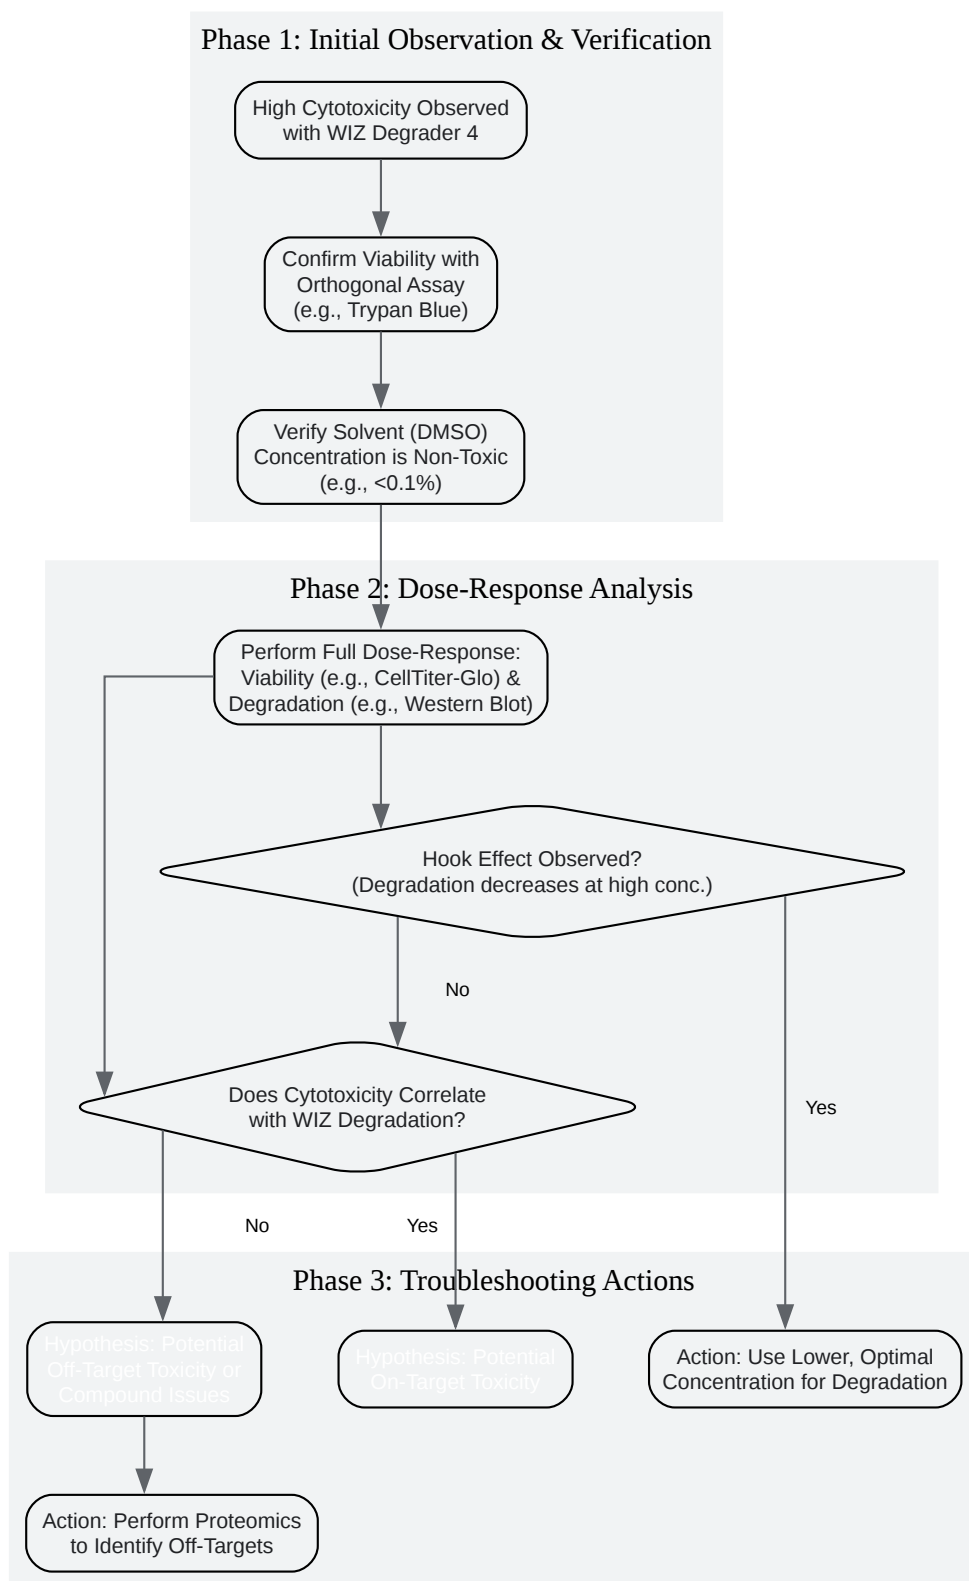 Phase 1: Initial Observation & Verification
High Cytotoxicity Observed
with WIZ Degrader 4
Confirm Viability with
Orthogonal Assay
(e.g., Trypan Blue)
Verify Solvent (DMSO)
Concentration is Non-Toxic
(e.g., <0.1%)
Phase 2: Dose-Response Analysis
Perform Full Dose-Response:
Viability (e.g., CellTiter-Glo) &
Degradation (e.g., Western Blot)
Hook Effect Observed?
(Degradation decreases at high conc.)
No
Does Cytotoxicity Correlate
with WIZ Degradation?
Yes
No
Yes
Phase 3: Troubleshooting Actions
Hypothesis: Potential
Off-Target Toxicity or
Compound Issues
Hypothesis: Potential
On-Target Toxicity
Action: Use Lower, Optimal
Concentration for Degradation
Action: Perform Proteomics
to Identify Off-Targets